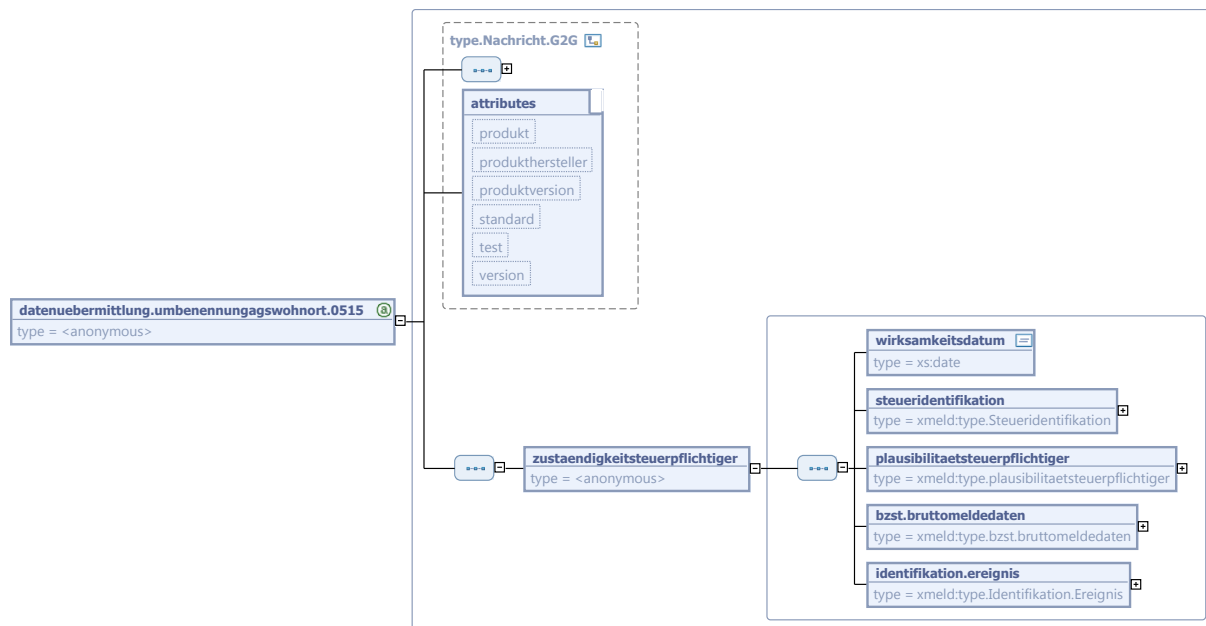 type.Nachricht.G2G
attributes
produkt
produkthersteller
produktversion
standard
test
version
datenuebermittlung.umbenennungagswohnort.0515
type = <anonymous>
zustaendigkeitsteuerpflichtiger
type = <anonymous>
wirksamkeitsdatum
type = xs:date
steueridentifikation
type = xmeld:type.Steueridentifikation
plausibilitaetsteuerpflichtiger
type = xmeld:type.plausibilitaetsteuerpflichtiger
bzst.bruttomeldedaten
type = xmeld:type.bzst.bruttomeldedaten
identifikation.ereignis
type = xmeld:type.Identifikation.Ereignis